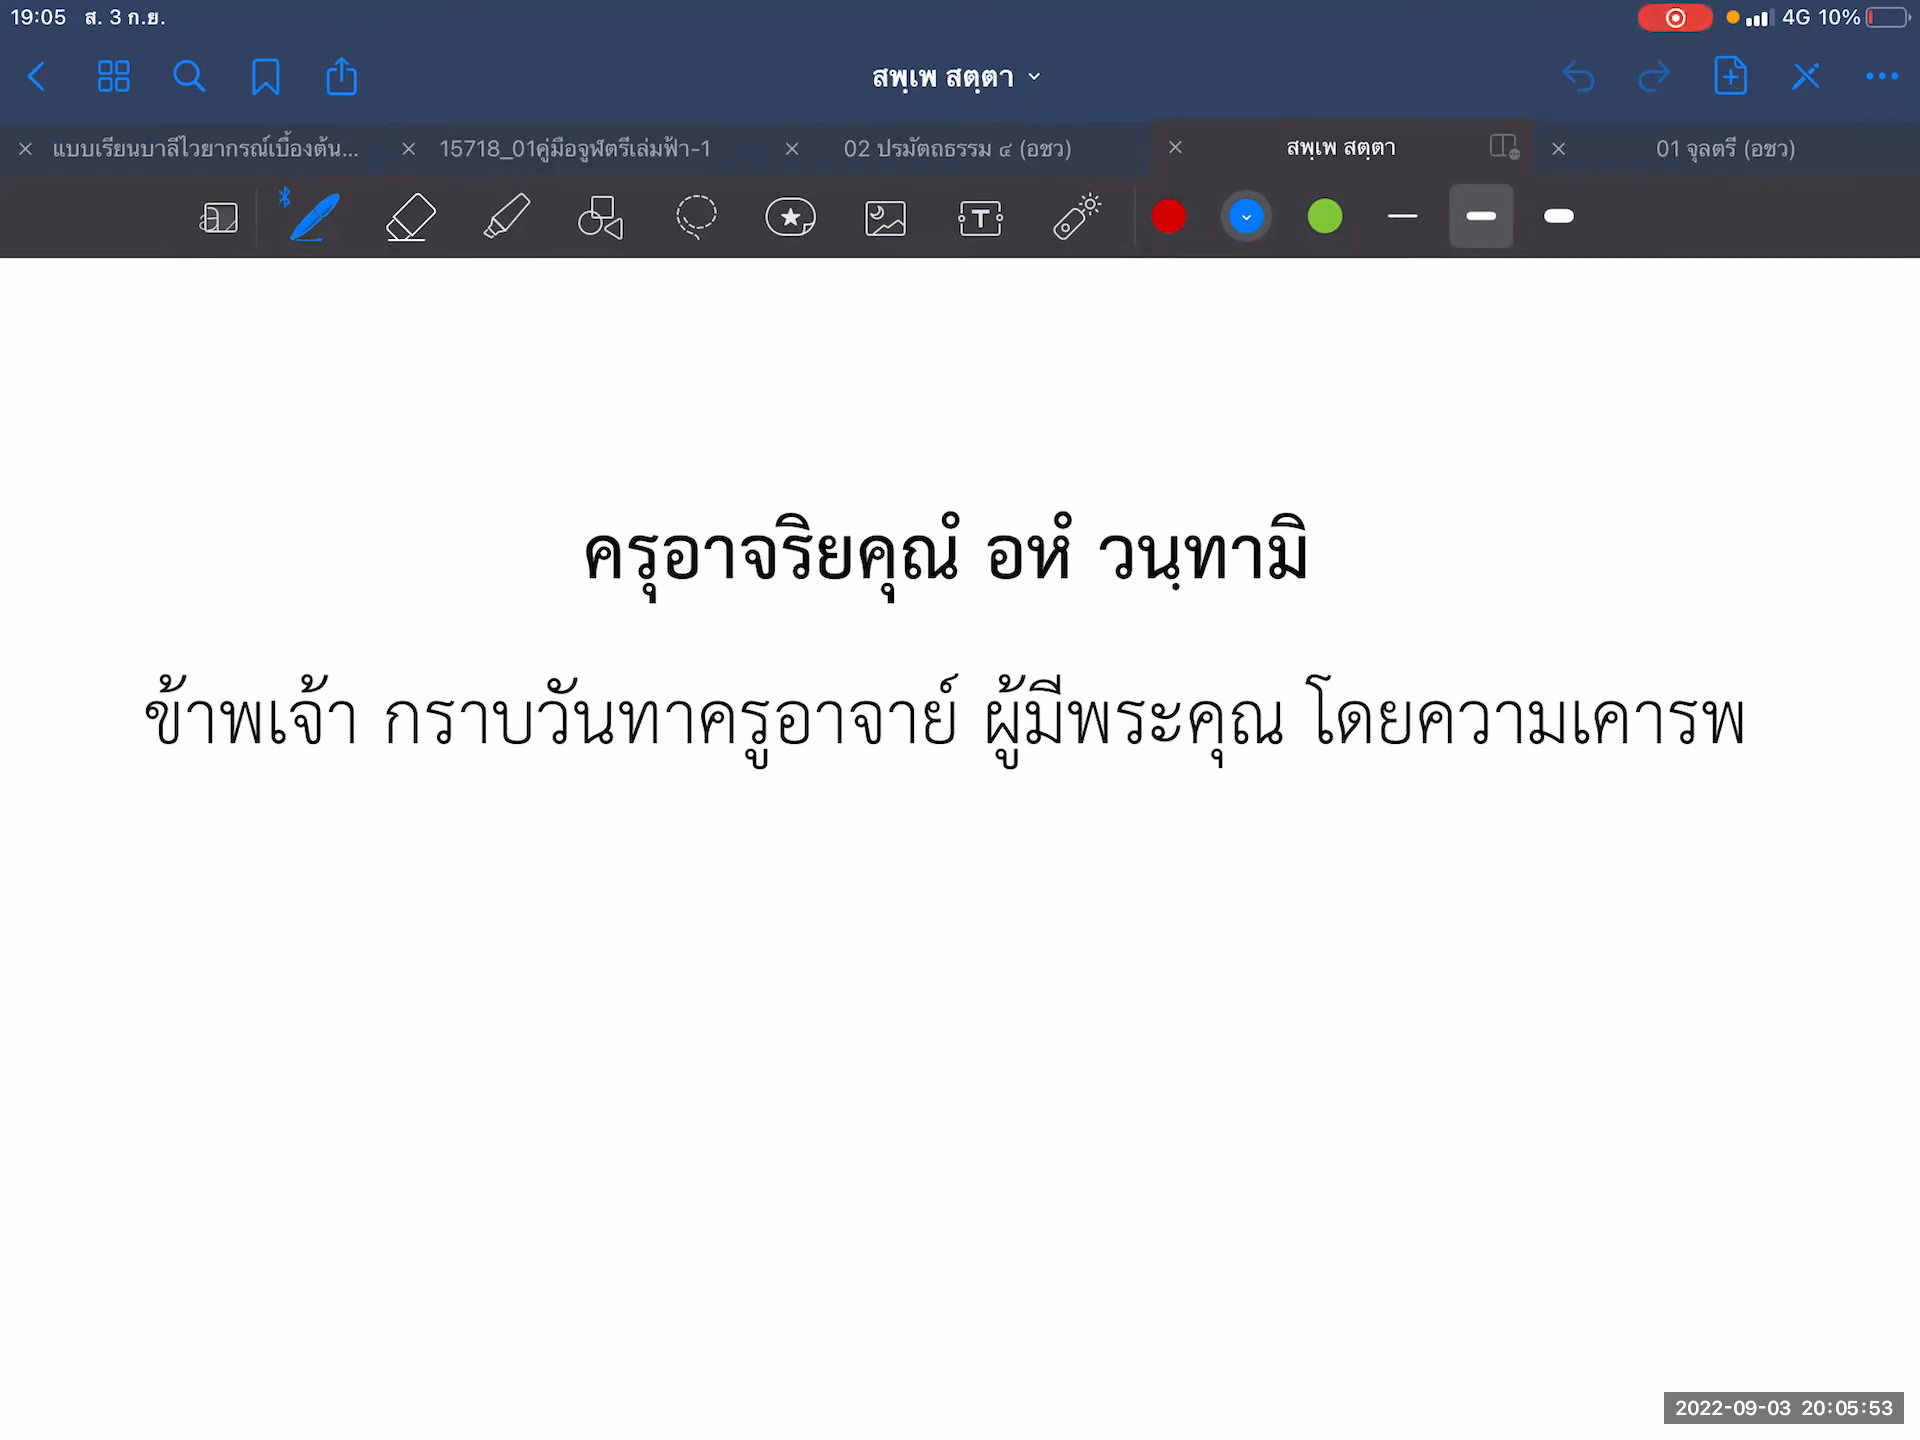 19:05 ส. 3 ก.ย.
4G 10%
สพฺเพ สตฺตา
แบบเรียนบาลีไวยากรณ์เบื้องต้น...
15718_01คู่มือจูฬตรีเล่มฟ้า-1
02 ปรมัตถธรรม ๔ (อชว)
สพฺเพ สตฺตา
01 จุลตรี (อชว)
ครุอาจริยคุณํ อหํ วนฺทามิ
ข้าพเจ้า กราบวันทาครูอาจาย์ ผู้มีพระคุณ โดยความเคารพ
2022-09-03 20:05:53